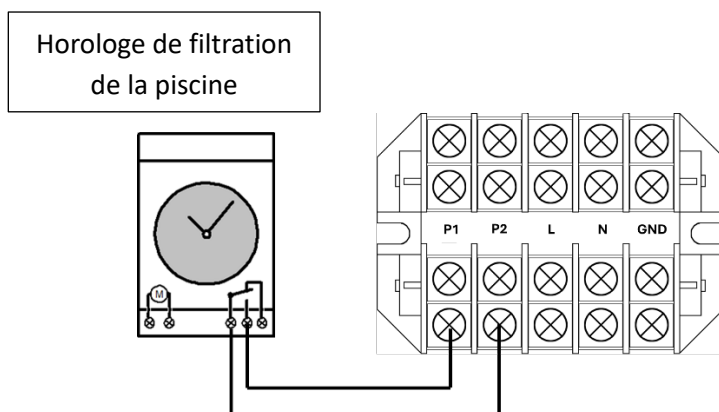 Horologe de filtration
de la piscine
P1 P2 L N GND
M